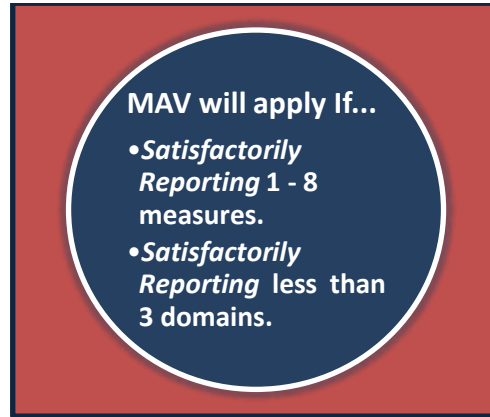 MAV will apply If...
•Satisfactorily
Reporting 1 - 8
measures.
•Satisfactorily
Reporting less than
3 domains.